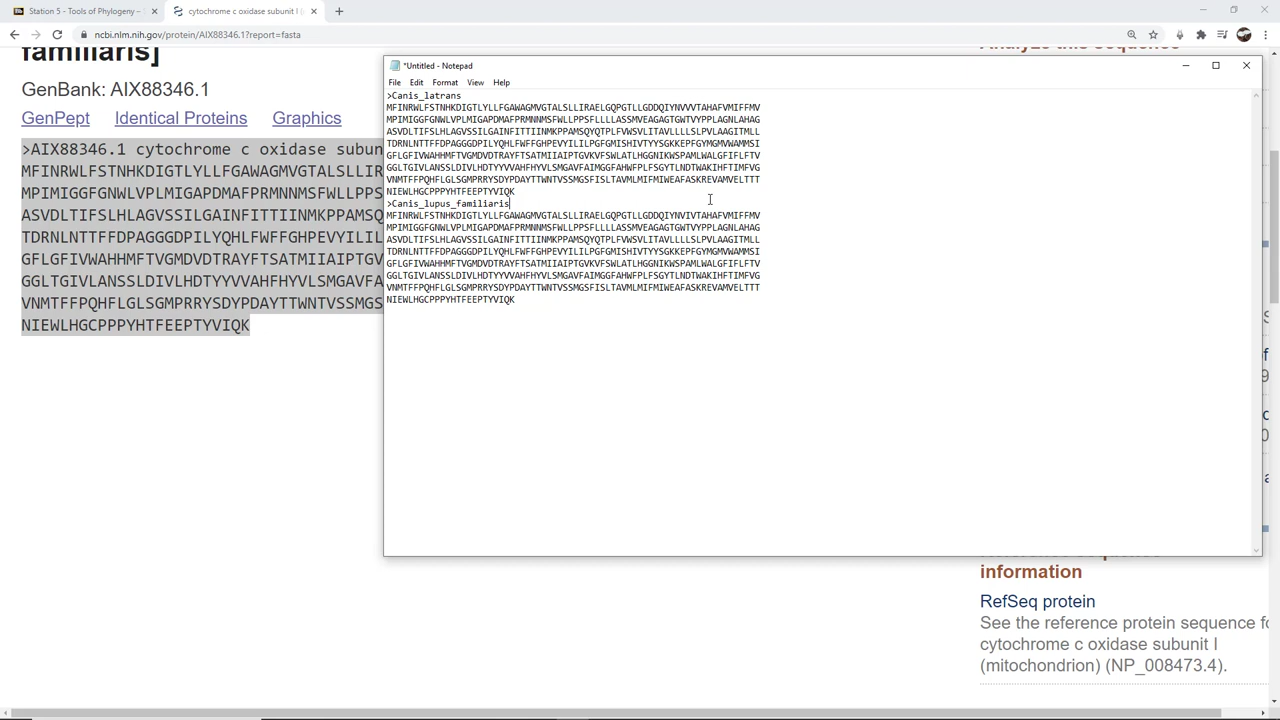 Station 5 - Tools of Phylogeny –
cytochrome c oxidase subunit I (
ncbi.nlm.nih.gov/protein/AIX88346.1?report=fasta
familiaris]
GenBank: AIX88346.1
GenPept Identical Proteins Graphics
>AIX88346.1 cytochrome c oxidase subun
MFINRWLFSTNHKDIGTLYLLFGAWAGMVGTALSLLIR
MPIMIGGFGNWLVPLMIGAPDMAFPRMNNMSFWLLPPS
ASVDLTIFSLHLAGVSSILGAINFITTIINMKPPAMSQ
TDRNLNTTFFDPAGGGDPILYQHLFWFFGHPEVYILIL
GFLGFIVWAHHMFTVGMDVDTRAYFTSATMIIAIPTGV
GGLTGIVLANSSLDIVLHDTYYVVAHFHYVLSMGAVFA
VNMTFFPQHFLGLSGMPRRYSDYPDAYTTWNTVSSMGS
NIEWLHGCPPPYHTFEEPTYVIQK
*Untitled - Notepad
File Edit Format View Help
>Canis_latrans
MFINRWLFSTNHKDIGTLYLLFGAWAGMVGTALSLLIRAELGQPGTLLGDDQIYNVVVTAHAFVMIFFMV
MPIMIGGFGNWLVPLMIGAPDMAFPRMNNMSFWLLPPSFLLLLASSMVEAGAGTGWTVYPPLAGNLAHAG
ASVDLTIFSLHLAGVSSILGAINFITTIINMKPPAMSQYQTPLFVWSVLITAVLLLLSLPVLAAGITMLL
TDRNLNTTFFDPAGGGDPILYQHLFWFFGHPEVYILILPGFGMISHIVTYYSGKKEPFGYMGMVWAMMSI
GFLGFIVWAHHMFTVGMDVDTRAYFTSATMIIAIPTGVKVFSWLATLHGGNIKWSPAMLWALGFIFLFTV
GGLTGIVLANSSLDIVLHDTYYVVAHFHYVLSMGAVFAIMGGFAHWFPLFSGYTLNDTWAKIHFTIMFVG
VNMTFFPQHFLGLSGMPRRYSDYPDAYTTWNTVSSMGSFISLTAVMLMIFMIWEAFASKREVAMVELTTT
NIEWLHGCPPPYHTFEEPTYVIQK
>Canis_lupus_familiaris
MFINRWLFSTNHKDIGTLYLLFGAWAGMVGTALSLLIRAELGQPGTLLGDDQIYNVIVTAHAFVMIFFMV
MPIMIGGFGNWLVPLMIGAPDMAFPRMNNMSFWLLPPSFLLLLASSMVEAGAGTGWTVYPPLAGNLAHAG
ASVDLTIFSLHLAGVSSILGAINFITTIINMKPPAMSQYQTPLFVWSVLITAVLLLLSLPVLAAGITMLL
TDRNLNTTFFDPAGGGDPILYQHLFWFFGHPEVYILILPGFGMISHIVTYYSGKKEPFGYMGMVWAMMSI
GFLGFIVWAHHMFTVGMDVDTRAYFTSATMIIAIPTGVKVFSWLATLHGGNIKWSPAMLWALGFIFLFTV
GGLTGIVLANSSLDIVLHDTYYVVAHFHYVLSMGAVFAIMGGFAHWFPLFSGYTLNDTWAKIHFTIMFVG
VNMTFFPQHFLGLSGMPRRYSDYPDAYTTWNTVSSMGSFISLTAVMLMIFMIWEAFASKREVAMVELTTT
NIEWLHGCPPPYHTFEEPTYVIQK
information
RefSeq protein
See the reference protein sequence fo
cytochrome c oxidase subunit I
(mitochondrion) (NP_008473.4).